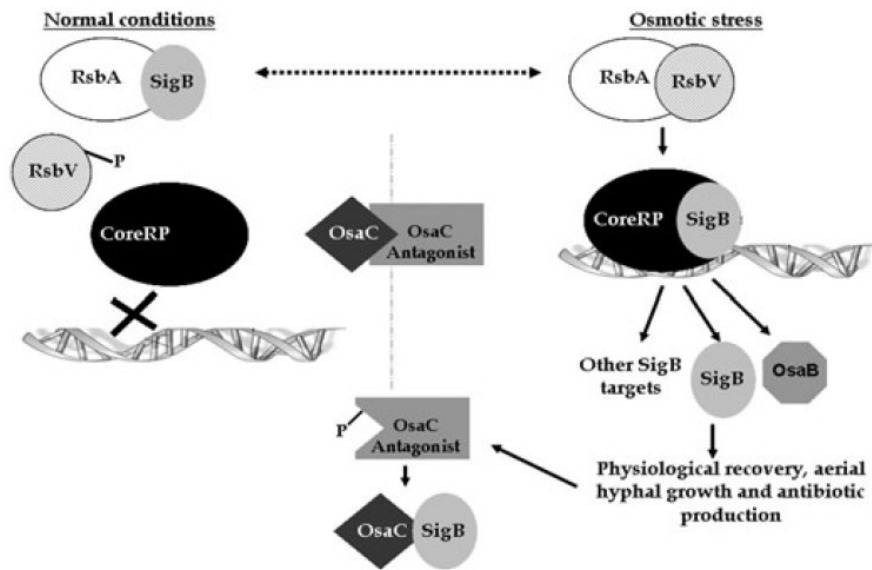 Normal conditions
RsbA
SigB
RsbV
P
CoreRP
OsaC
OsaC
Antagonist
P
OsaC
Antagonist
OsaC
SigB
Osmotic stress
RsbA
RsbV
CoreRP
SigB
Other SigB
targets
SigB
OsaB
Physiological recovery, aerial
hyphal growth and antibiotic
production